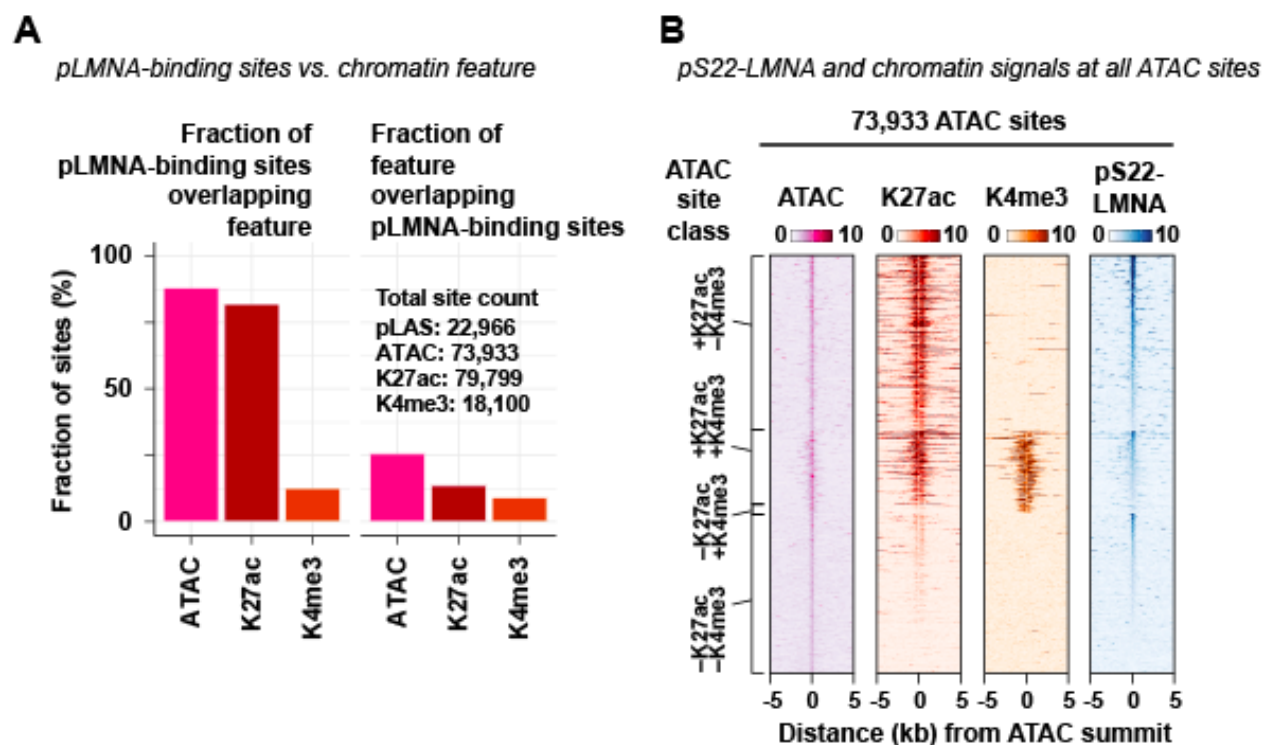 A
pLMNA-binding sites vs. chromatin feature
Fraction of
pLMNA-binding sites
overlapping
feature
Fraction of
feature
overlapping
pLMNA-binding sites
Fraction of sites (%)
100
50
0
Total site count
pLAS: 22,966
ATAC: 73,933
K27ac: 79,799
K4me3: 18,100
ATAC
K27ac
K4me3
ATAC
K27ac
K4me3
B
pS22-LMNA and chromatin signals at all ATAC sites
73,933 ATAC sites
ATAC
site
class
ATAC
0 10
K27ac
0 10
K4me3
0 10
pS22-
LMNA
0 10
+K27ac
−K4me3
+K27ac
+K4me3
−K27ac
+K4me3
−K27ac
−K4me3
-5 0 5
-5 0 5
-5 0 5
-5 0 5
Distance (kb) from ATAC summit